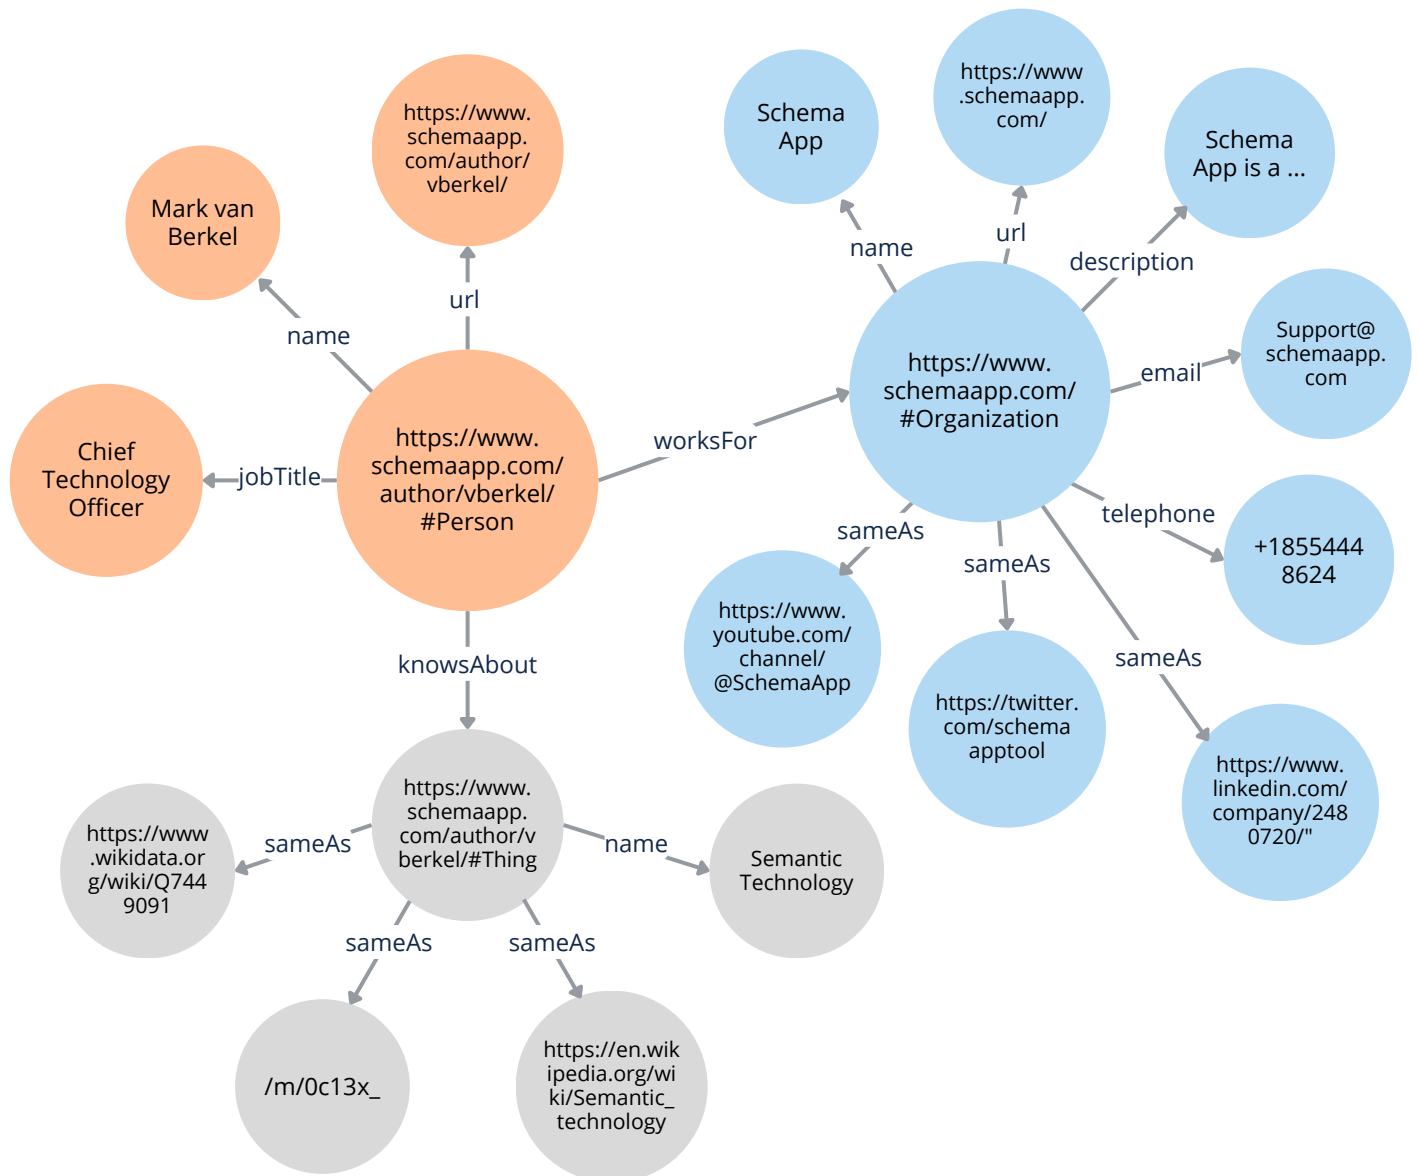 https://www.
schemaapp.
com/author/
vberkel/
Mark van
Berkel
url
name
Chief
Technology
Officer
jobTitle
https://www.
schemaapp.com/
author/vberkel/
#Person
worksFor
Schema
App
https://www
.schemaapp.
com/
Schema
App is a ...
name
url
description
https://www.
schemaapp.com/
#Organization
email
Support@
schemaapp.
com
telephone
+1855444
8624
sameAs
https://www.
youtube.com/
channel/
@SchemaApp
sameAs
https://twitter.
com/schema
apptool
sameAs
https://www.
linkedin.com/
company/248
0720/"
knowsAbout
https://www.
schemaapp.
com/author/v
berkel/#Thing
sameAs
https://www
.wikidata.or
g/wiki/Q744
9091
name
Semantic
Technology
sameAs
/m/0c13x_
sameAs
https://en.wik
ipedia.org/wi
ki/Semantic_
technology